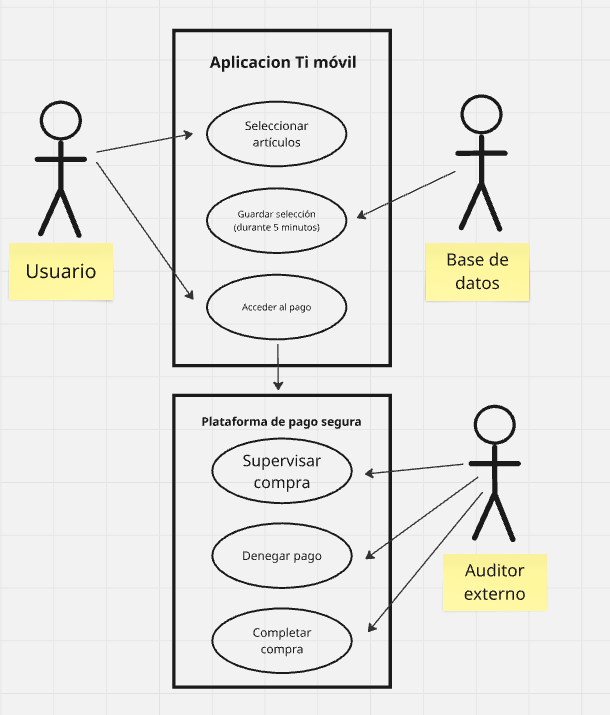 Aplicacion Ti móvil
Seleccionar
artículos
Guardar selección
(durante 5 minutos)
Acceder al pago
Usuario
Base de
datos
Plataforma de pago segura
Supervisar
compra
Denegar pago
Completar
compra
Auditor
externo